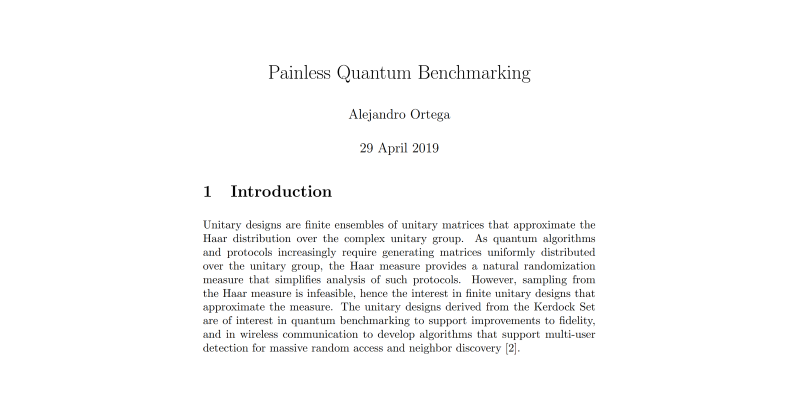 Painless Quantum Benchmarking
Alejandro Ortega
29 April 2019
1 Introduction
Unitary designs are finite ensembles of unitary matrices that approximate the
Haar distribution over the complex unitary group. As quantum algorithms
and protocols increasingly require generating matrices uniformly distributed
over the unitary group, the Haar measure provides a natural randomization
measure that simplifies analysis of such protocols. However, sampling from
the Haar measure is infeasible, hence the interest in finite unitary designs that
approximate the measure. The unitary designs derived from the Kerdock Set
are of interest in quantum benchmarking to support improvements to fidelity,
and in wireless communication to develop algorithms that support multi-user
detection for massive random access and neighbor discovery [2].